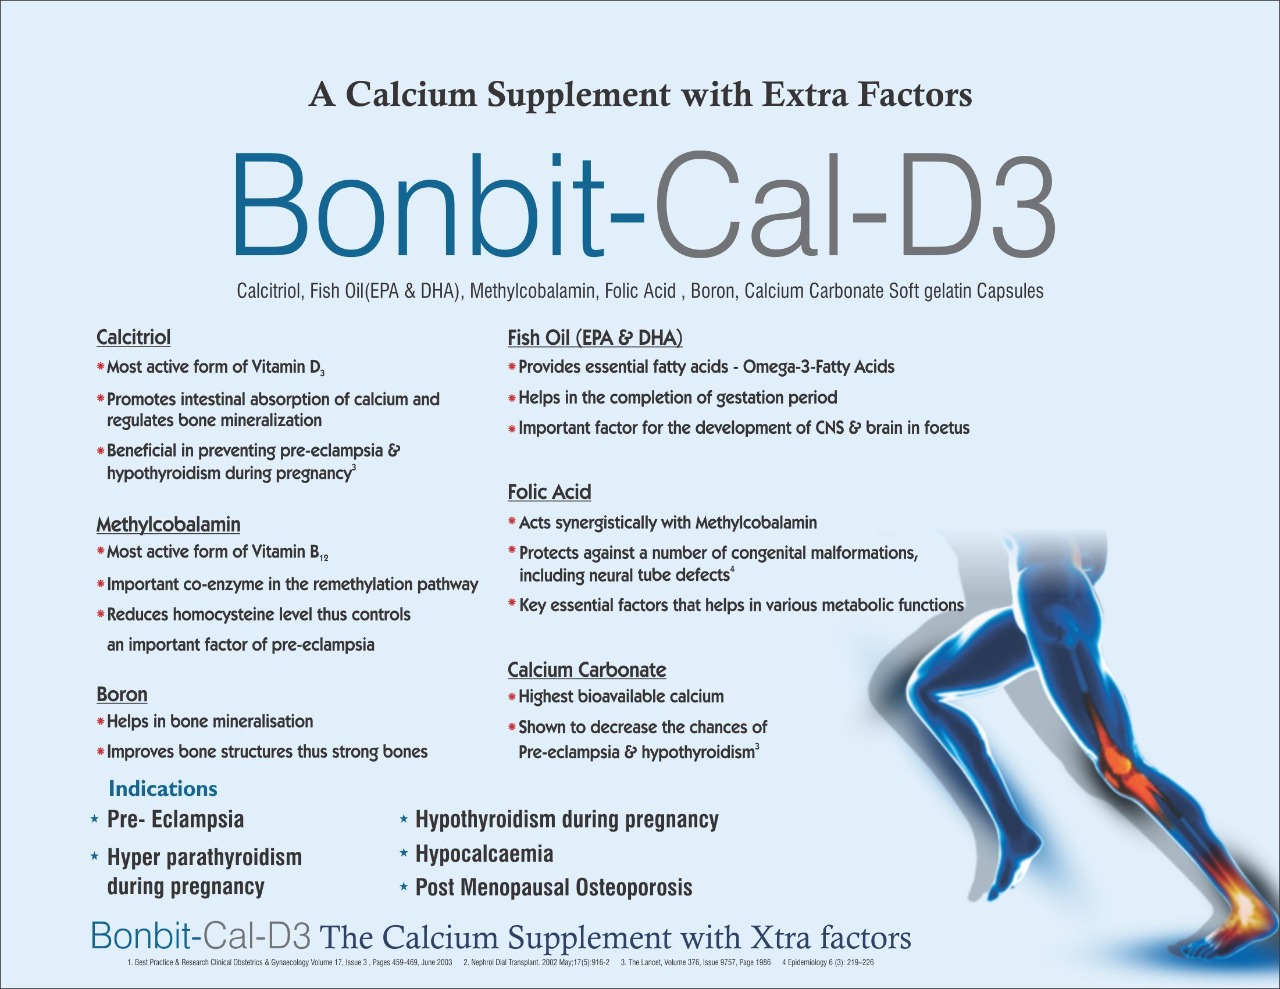 A Calcium Supplement with Extra Factors
Bonbit-Cal-D3
Calcitriol, Fish Oil(EPA & DHA), Methylcobalamin, Folic Acid , Boron, Calcium Carbonate Soft gelatin Capsules
Calcitriol
*Most active form of Vitamin D3
*Promotes intestinal absorption of calcium and
regulates bone mineralization
*Beneficial in preventing pre-eclampsia &
hypothyroidism during pregnancy3
Methylcobalamin
*Most active form of Vitamin B12
*Important co-enzyme in the remethylation pathway
*Reduces homocysteine level thus controls
an important factor of pre-eclampsia
Boron
*Helps in bone mineralisation
*Improves bone structures thus strong bones
Fish Oil (EPA & DHA)
*Provides essential fatty acids - Omega-3-Fatty Acids
*Helps in the completion of gestation period
*Important factor for the development of CNS & brain in foetus
Folic Acid
*Acts synergistically with Methylcobalamin
*Protects against a number of congenital malformations,
including neural tube defects4
*Key essential factors that helps in various metabolic functions
Calcium Carbonate
*Highest bioavailable calcium
*Shown to decrease the chances of
Pre-eclampsia & hypothyroidism3
Indications
★ Pre- Eclampsia
★ Hyper parathyroidism
during pregnancy
★ Hypothyroidism during pregnancy
★ Hypocalcaemia
★ Post Menopausal Osteoporosis
Bonbit-Cal-D3 The Calcium Supplement with Xtra factors
1. Best Practice & Research Clinical Obstetrics & Gynaecology Volume 17, Issue 3 , Pages 459-469, June 2003 2. Nephrol Dial Transplant. 2002 May;17(5):916-2 3. The Lancet, Volume 376, Issue 9757, Page 1986 4 Epidemiology 6 (3): 219–226